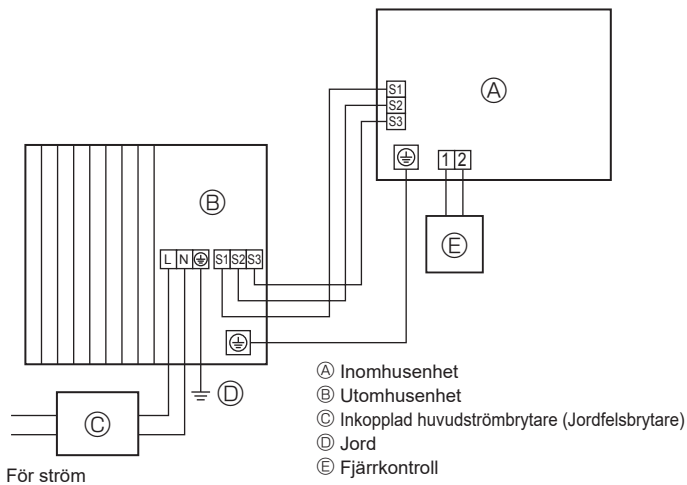 S1
S2
S3
Ⓐ
1 2
Ⓑ
Ⓔ
L N S1 S2 S3
Ⓓ
Ⓒ
För ström
Ⓐ Inomhusenhet
Ⓑ Utomhusenhet
Ⓒ Inkopplad huvudströmbrytare (Jordfelsbrytare)
Ⓓ Jord
Ⓔ Fjärrkontroll